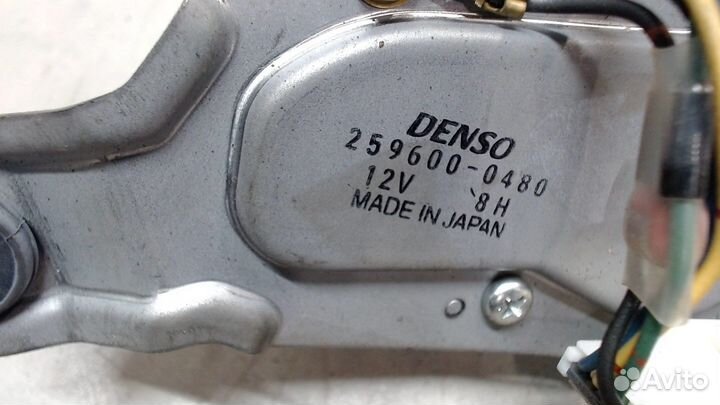 DENSO
259600-0480
12V 8H
MADE IN JAPAN
Avito